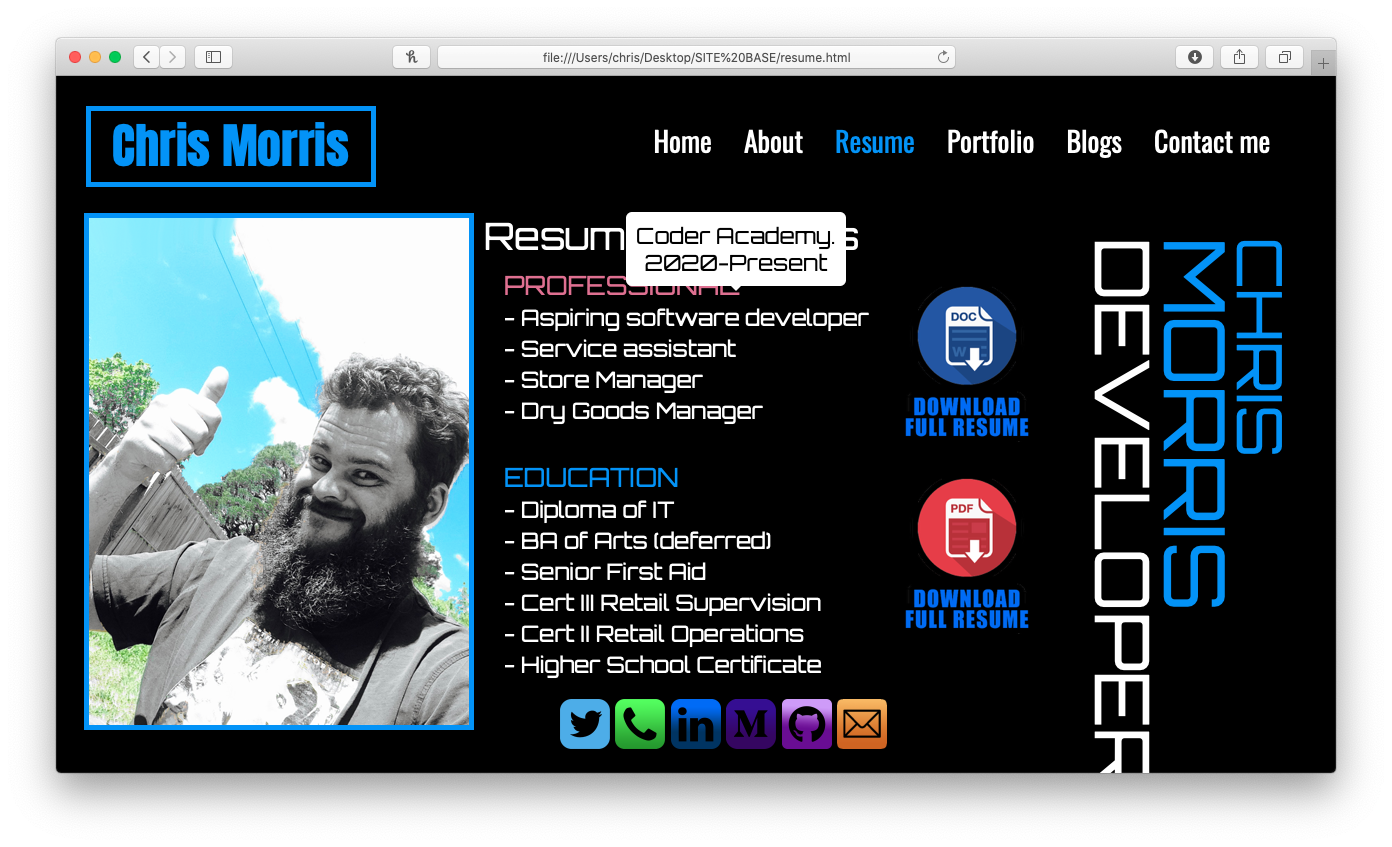 file:///Users/chris/Desktop/SITE%20BASE/resume.html
Chris Morris
Home About Resume Portfolio Blogs Contact me
Coder Academy.
2020-Present
PROFESSIONAL
- Aspiring software developer
- Service assistant
- Store Manager
- Dry Goods Manager
EDUCATION
- Diploma of IT
- BA of Arts (deferred)
- Senior First Aid
- Cert III Retail Supervision
- Cert II Retail Operations
- Higher School Certificate
DOC
DOWNLOAD
FULL RESUME
PDF
DOWNLOAD
FULL RESUME
CHRIS
MORRIS
DEVELOPER
in
M